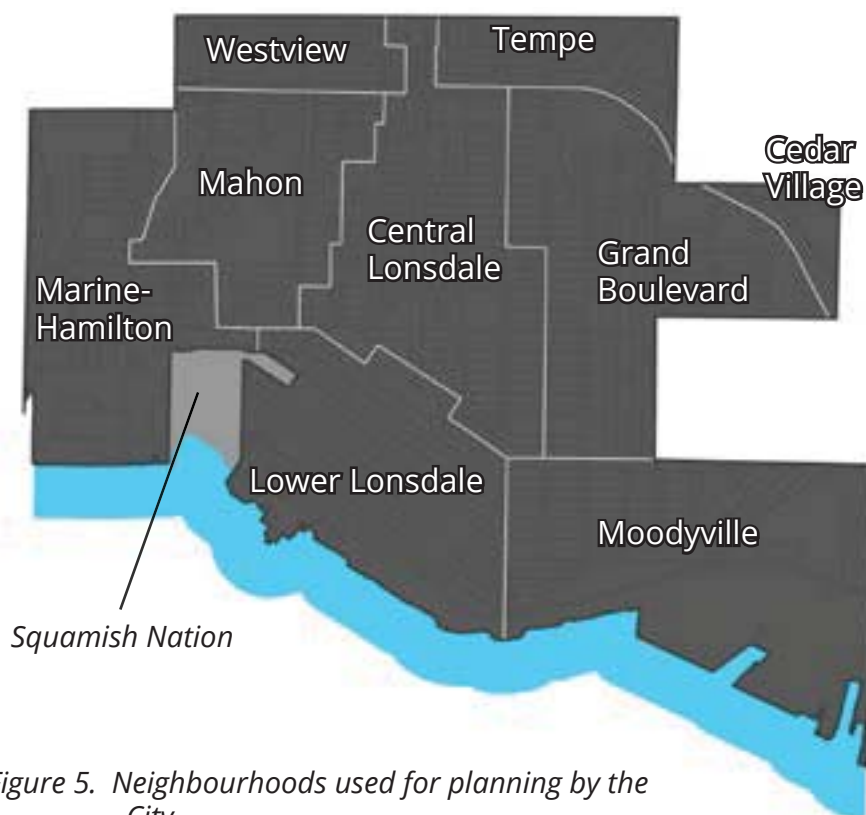 Westview
Tempe
Cedar
Village
Mahon
Central
Lonsdale
Grand
Boulevard
Marine-
Hamilton
Lower Lonsdale
Moodyville
Squamish Nation
igure 5. Neighbourhoods used for planning by the
City